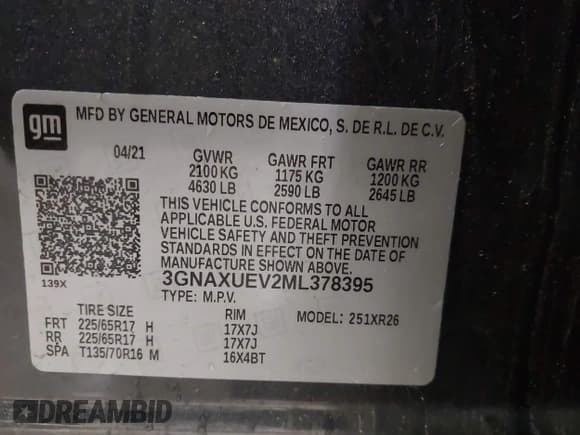 gm
MFD BY GENERAL MOTORS DE MEXICO, S. DE R.L. DE C.V.
04/21 GVWR GAWR FRT GAWR RR
2100 KG 1175 KG 1200 KG
4630 LB 2590 LB 2645 LB
THIS VEHICLE CONFORMS TO ALL
APPLICABLE U.S. FEDERAL MOTOR
VEHICLE SAFETY AND THEFT PREVENTION
STANDARDS IN EFFECT ON THE DATE OF
MANUFACTURE SHOWN ABOVE.
139X 3GNAXUEV2ML378395
TYPE: M.P.V.
TIRE SIZE RIM MODEL: 251XR26
FRT 225/65R17 H 17X7J
RR 225/65R17 H 17X7J
SPA T135/70R16 M 16X4BT
DREAMBID